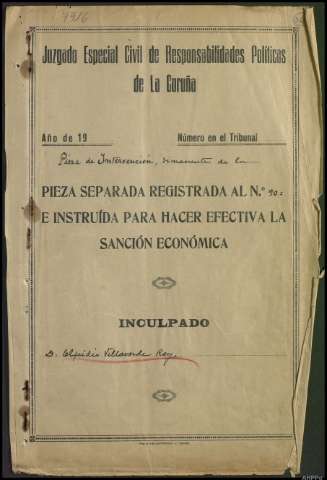 Juzgado Especial Civil de Responsabilidades Políticas
de La Coruña
Año de 19
Número en el Tribunal
Pieza de Intervención, dimanante de la
PIEZA SEPARADA REGISTRADA AL N.º 90:
E INSTRUÍDA PARA HACER EFECTIVA LA
SANCIÓN ECONÓMICA
INCULPADO
D. Elpidio Villaverde Rey.